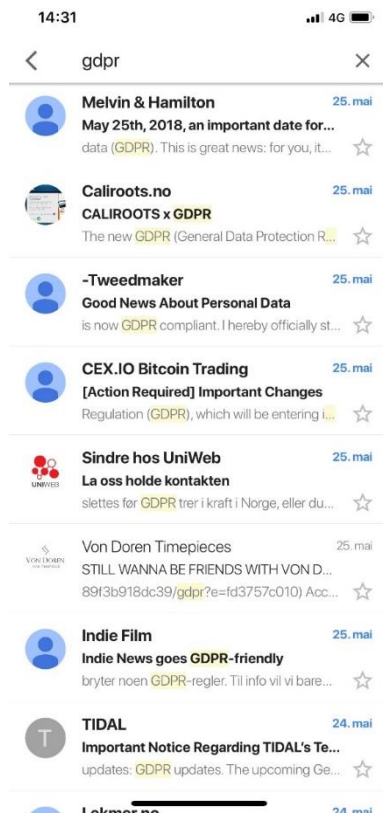 14:31
4G
gdpr
Melvin & Hamilton
25. mai
May 25th, 2018, an important date for...
data (GDPR). This is great news: for you, it...
Caliroots.no
25. mai
CALIROOTS x GDPR
The new GDPR (General Data Protection R...
-Tweedmaker
25. mai
Good News About Personal Data
is now GDPR compliant. I hereby officially st...
CEX.IO Bitcoin Trading
25. mai
[Action Required] Important Changes
Regulation (GDPR), which will be entering i...
Sindre hos UniWeb
25. mai
UNIWEB
La oss holde kontakten
slettes før GDPR trer i kraft i Norge, eller du...
Von Doren Timepieces
25. mai
VON DOREN
STILL WANNA BE FRIENDS WITH VON D...
89f3b918dc39/gdpr?e=fd3757c010) Acc...
Indie Film
25. mai
Indie News goes GDPR-friendly
bryter noen GDPR-regler. Til info vil vi bare...
T
TIDAL
24. mai
Important Notice Regarding TIDAL's Te...
updates: GDPR updates. The upcoming Ge...
24. mai